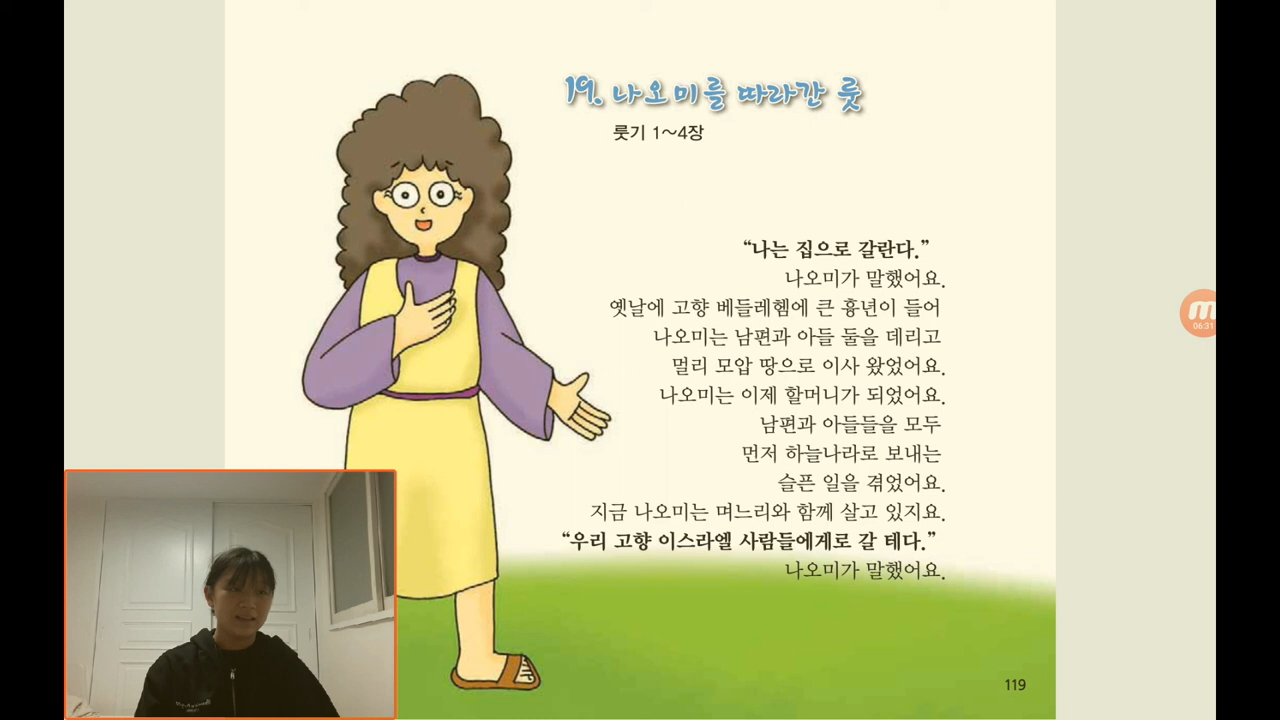 19. 나오미를 따라간 룻
룻기 1~4장
“나는 집으로 갈란다.”
나오미가 말했어요.
옛날에 고향 베들레헴에 큰 흉년이 들어
나오미는 남편과 아들 둘을 데리고
멀리 모압 땅으로 이사 왔었어요.
나오미는 이제 할머니가 되었어요.
남편과 아들들을 모두
먼저 하늘나라로 보내는
슬픈 일을 겪었어요.
지금 나오미는 며느리와 함께 살고 있지요.
“우리 고향 이스라엘 사람들에게로 갈 테다.”
나오미가 말했어요.
119
06:31